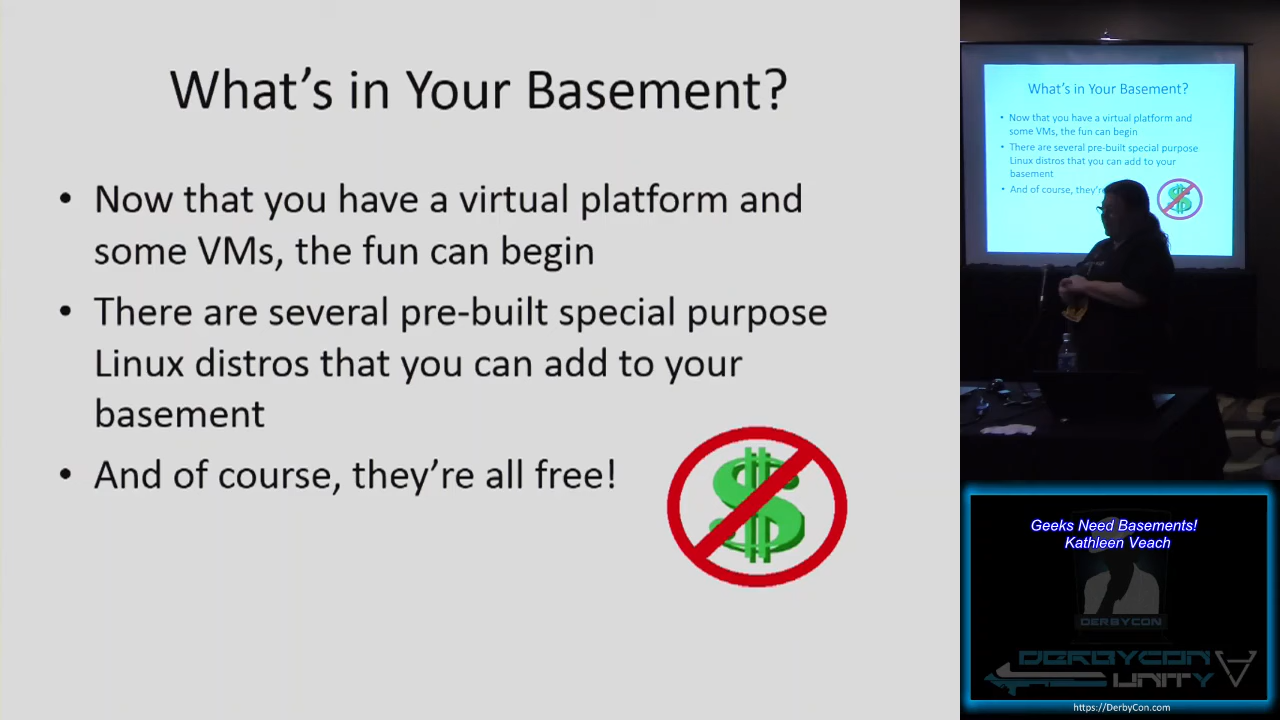 What's in Your Basement?
• Now that you have a virtual platform and
some VMs, the fun can begin
• There are several pre-built special purpose
Linux distros that you can add to your
basement
• And of course, they're all free!
$
What's in Your Basement?
• Now that you have a virtual platform and
some VMs, the fun can begin
• There are several pre-built special purpose
Linux distros that you can add to your
basement
• And of course, they're
$
Geeks Need Basements!
Kathleen Veach
DERBYCON
DERBYCON
UNITY
https://DerbyCon.com